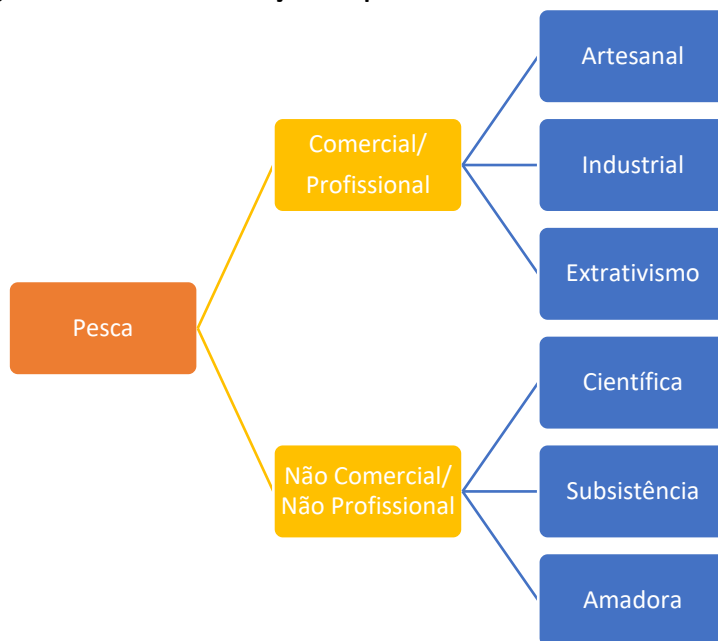 Pesca
Comercial/
Profissional
Artesanal
Industrial
Extrativismo
Não Comercial/
Não Profissional
Científica
Subsistência
Amadora